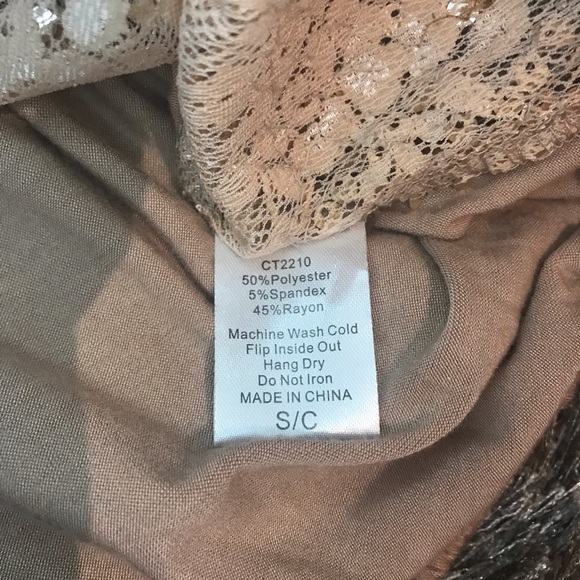 CT2210
50%Polyester
5%Spandex
45%Rayon
Machine Wash Cold
Flip Inside Out
Hang Dry
Do Not Iron
MADE IN CHINA
S/C